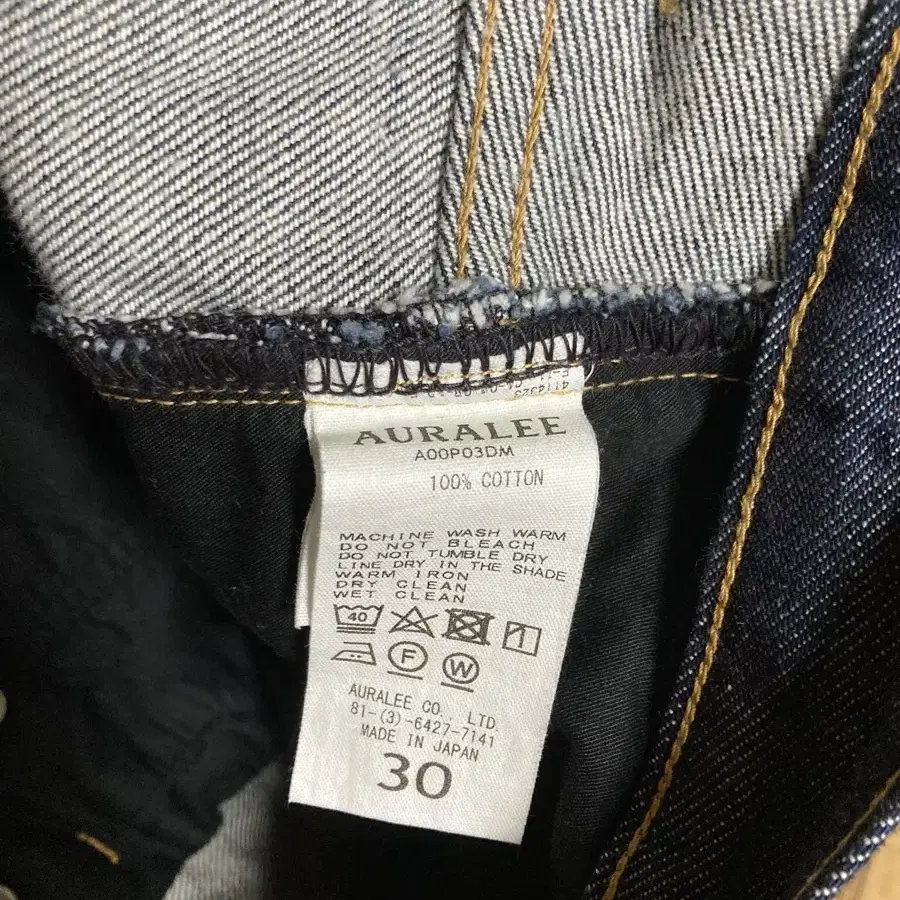 AURALEE
A00P03DM
100% COTTON
MACHINE WASH WARM
DO NOT BLEACH
DO NOT TUMBLE DRY
LINE DRY IN THE SHADE
WARM IRON
DRY CLEAN
WET CLEAN
40
F
W
AURALEE CO., LTD
81-(3)-6427-7141
MADE IN JAPAN
30